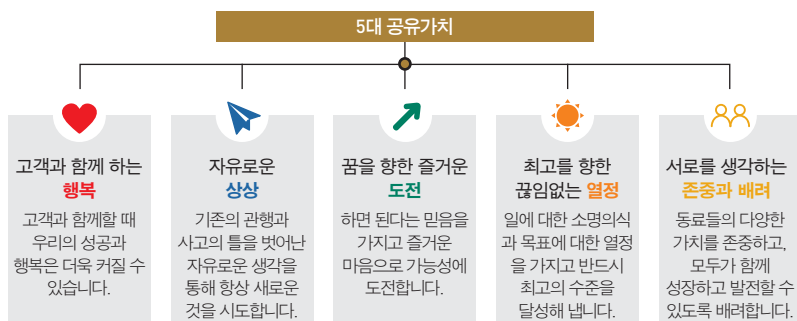 5대 공유가치
고객과 함께 하는
행복
고객과 함께할 때
우리의 성공과
행복은 더욱 커질 수
있습니다.
자유로운
상상
기존의 관행과
사고의 틀을 벗어난
자유로운 생각을
통해 항상 새로운
것을 시도합니다.
꿈을 향한 즐거운
도전
하면 된다는 믿음을
가지고 즐거운
마음으로 가능성에
도전합니다.
최고를 향한
끊임없는 열정
일에 대한 소명의식
과 목표에 대한 열정
을 가지고 반드시
최고의 수준을
달성해 냅니다.
서로를 생각하는
존중과 배려
동료들의 다양한
가치를 존중하고,
모두가 함께
성장하고 발전할 수
있도록 배려합니다.